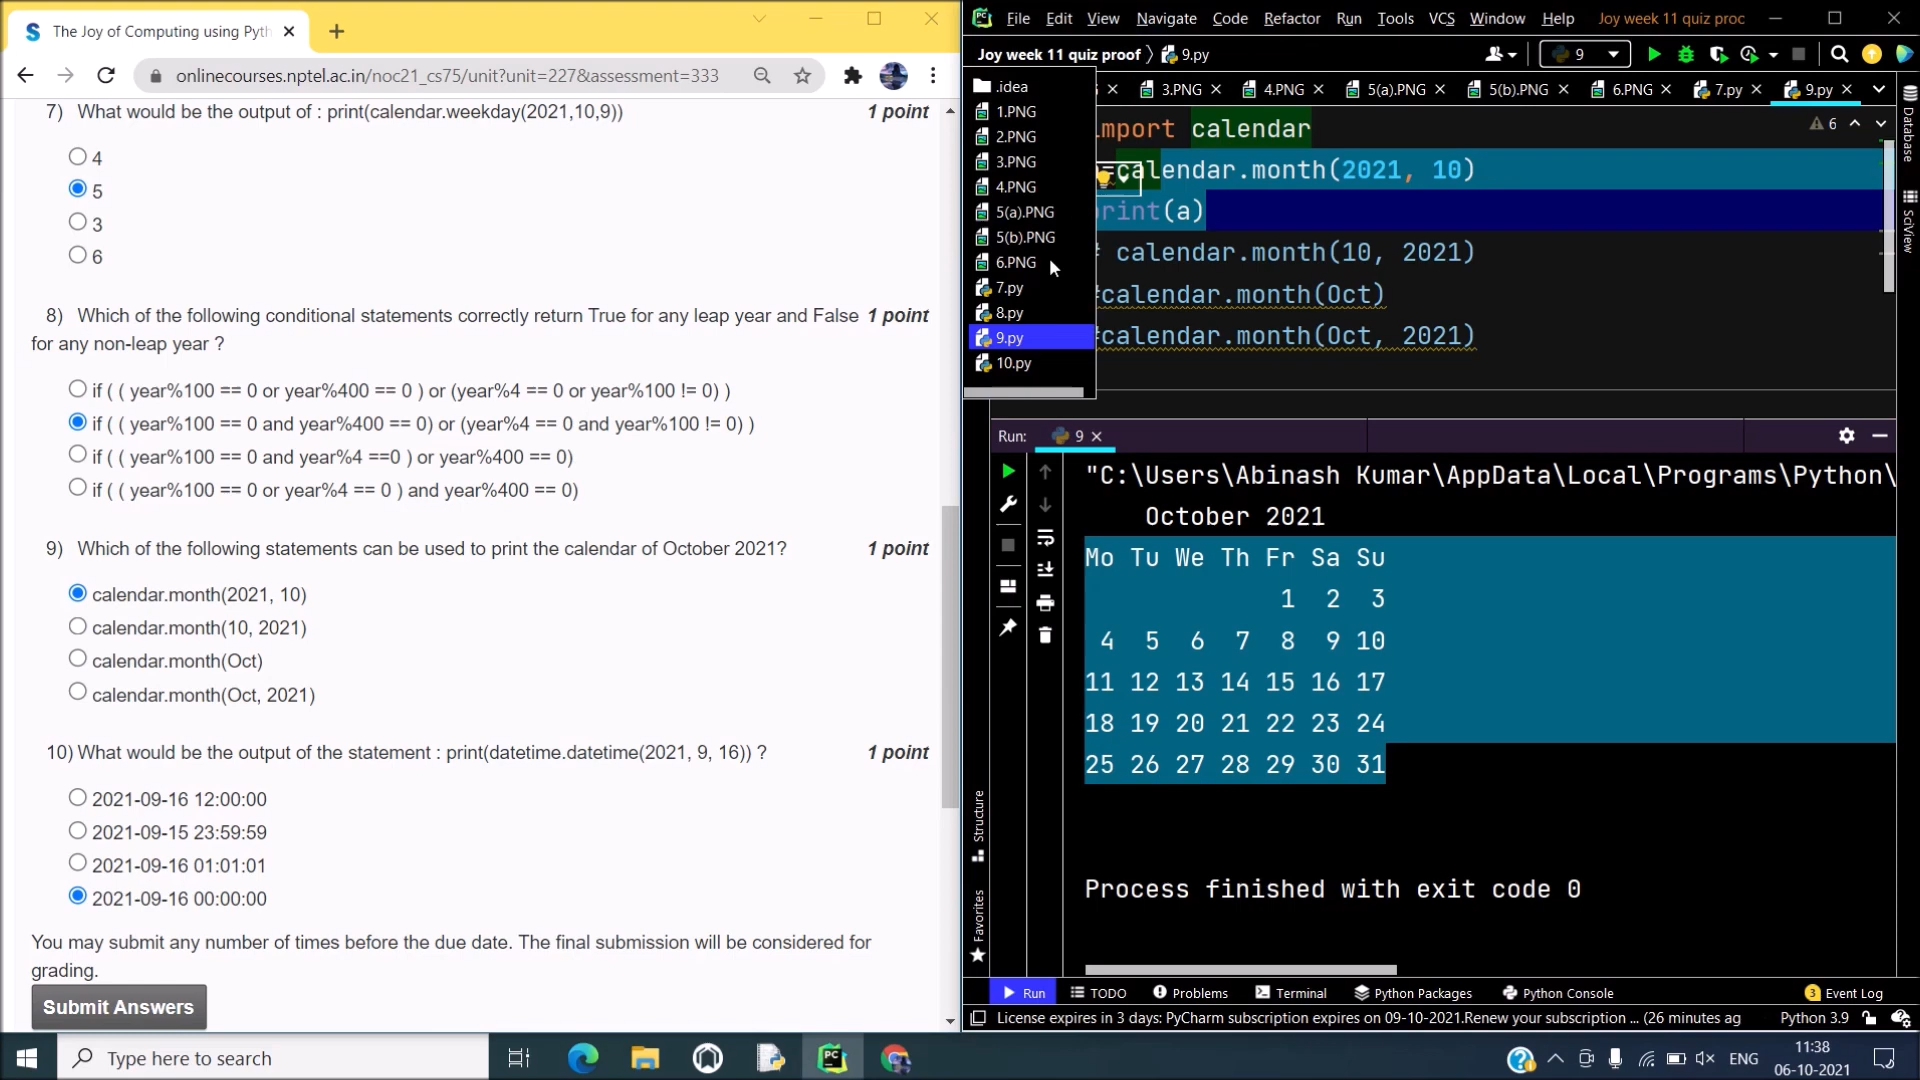 The Joy of Computing using Pyth
onlinecourses.nptel.ac.in/noc21_cs75/unit?unit=227&assessment=333
7) What would be the output of : print(calendar.weekday(2021,10,9)) 1 point
4
5
3
6
8) Which of the following conditional statements correctly return True for any leap year and False 1 point
for any non-leap year ?
if ( ( year%100 == 0 or year%400 == 0 ) or (year%4 == 0 or year%100 != 0) )
if ( ( year%100 == 0 and year%400 == 0) or (year%4 == 0 and year%100 != 0) )
if ( ( year%100 == 0 and year%4 ==0 ) or year%400 == 0)
if ( ( year%100 == 0 or year%4 == 0 ) and year%400 == 0)
9) Which of the following statements can be used to print the calendar of October 2021? 1 point
calendar.month(2021, 10)
calendar.month(10, 2021)
calendar.month(Oct)
calendar.month(Oct, 2021)
10) What would be the output of the statement : print(datetime.datetime(2021, 9, 16)) ? 1 point
2021-09-16 12:00:00
2021-09-15 23:59:59
2021-09-16 01:01:01
2021-09-16 00:00:00
You may submit any number of times before the due date. The final submission will be considered for
grading.
Submit Answers
File Edit View Navigate Code Refactor Run Tools VCS Window Help Joy week 11 quiz proc
Joy week 11 quiz proof 9.py 9
3.PNG 4.PNG 5(a).PNG 5(b).PNG 6.PNG 7.py 9.py
.idea
1.PNG
2.PNG
3.PNG
4.PNG
5(a).PNG
5(b).PNG
6.PNG
7.py
8.py
9.py
10.py
mport calendar
calendar.month(2021, 10)
rint(a)
calendar.month(10, 2021)
calendar.month(Oct)
calendar.month(Oct, 2021)
6
Database
SciView
Run: 9
"C:\Users\Abinash Kumar\AppData\Local\Programs\Python\
October 2021
Mo Tu We Th Fr Sa Su
1 2 3
4 5 6 7 8 9 10
11 12 13 14 15 16 17
18 19 20 21 22 23 24
25 26 27 28 29 30 31
Process finished with exit code 0
Structure
Favorites
Run TODO Problems Terminal Python Packages Python Console 3 Event Log
License expires in 3 days: PyCharm subscription expires on 09-10-2021.Renew your subscription ... (26 minutes ag Python 3.9
Type here to search
PC
ENG
11:38
06-10-2021